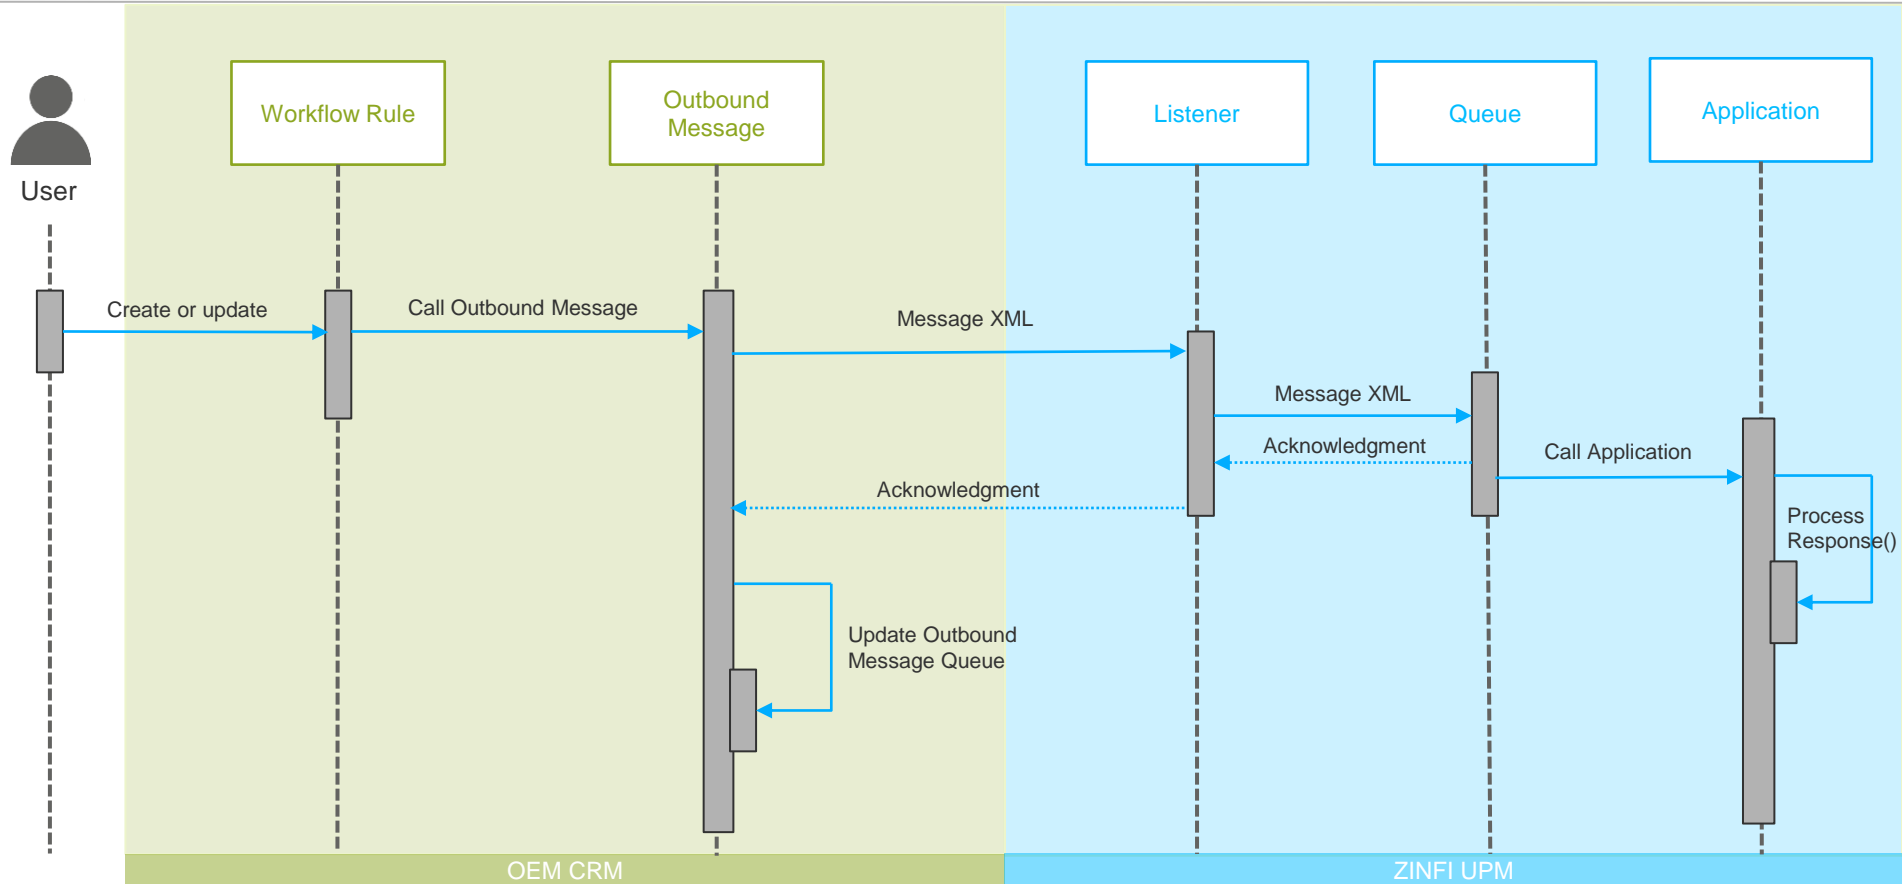 User
Workflow Rule
Outbound
Message
Listener
Queue
Application
Create or update
Call Outbound Message
Message XML
Message XML
Acknowledgment
Call Application
Acknowledgment
Process
Response()
Update Outbound
Message Queue
OEM CRM
ZINFI UPM